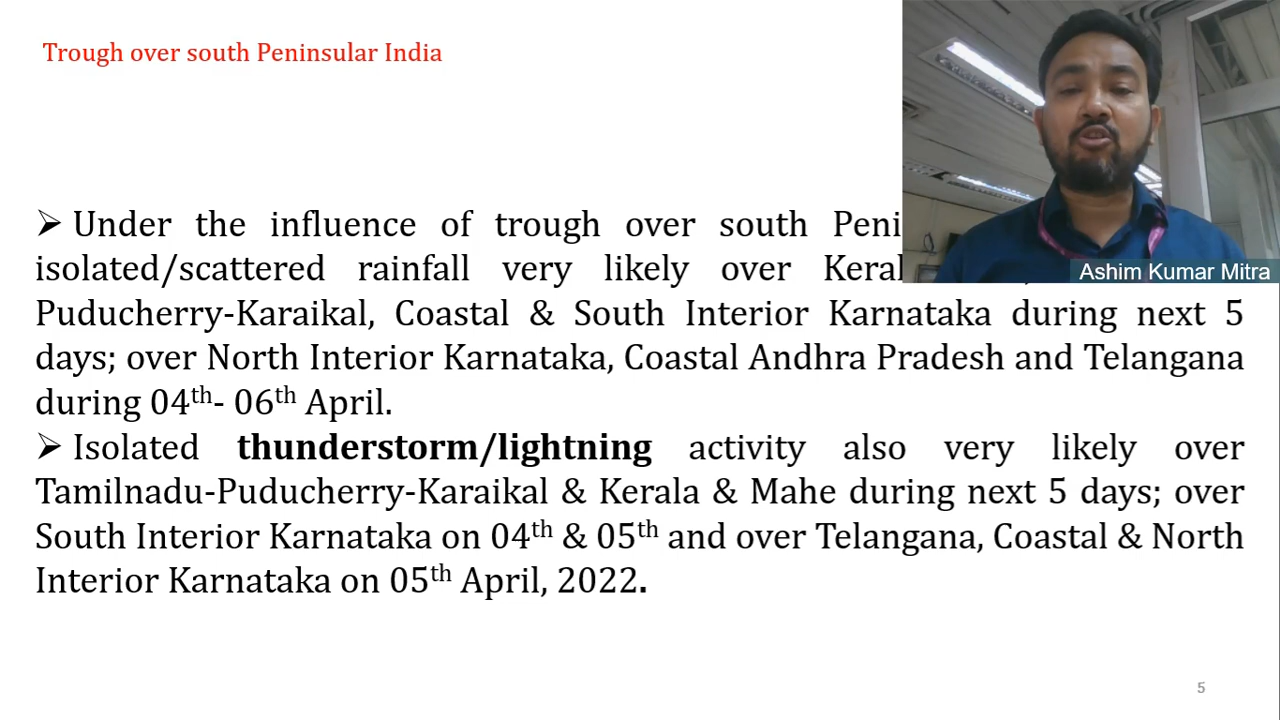 Trough over south Peninsular India
Ashim Kumar Mitra
➢ Under the influence of trough over south
isolated/scattered rainfall very likely over
Puducherry-Karaikal, Coastal & South Interior Karnataka during next 5
days; over North Interior Karnataka, Coastal Andhra Pradesh and Telangana
during 04th- 06th April.
➢ Isolated thunderstorm/lightning activity also very likely over
Tamilnadu-Puducherry-Karaikal & Kerala & Mahe during next 5 days; over
South Interior Karnataka on 04th & 05th and over Telangana, Coastal & North
Interior Karnataka on 05th April, 2022.
5